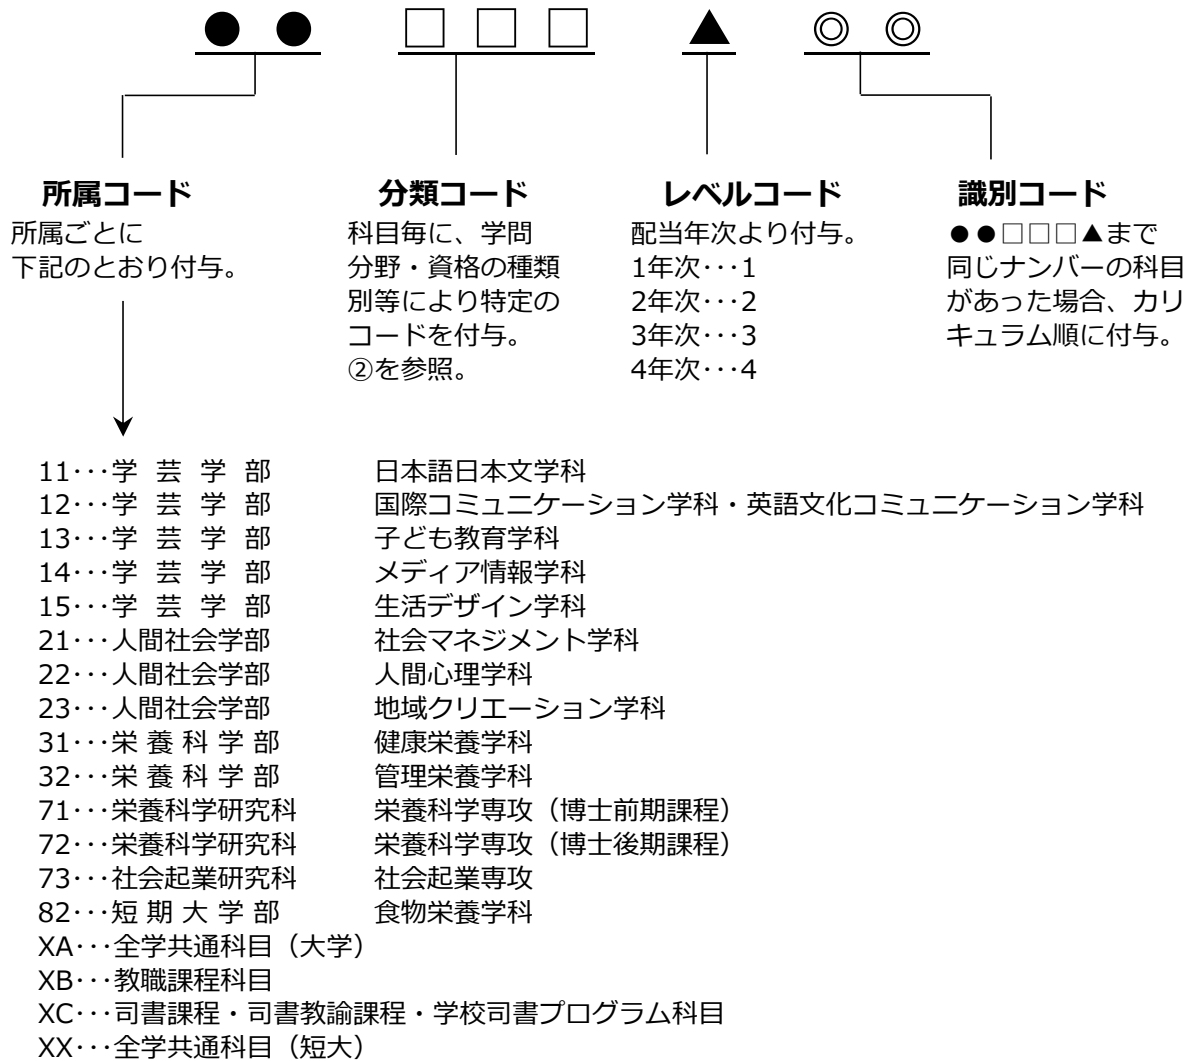 ●● □□□ ▲ ◎◎
所属コード
所属ごとに
下記のとおり付与。
分類コード
科目毎に、学問
分野・資格の種類
別等により特定の
コードを付与。
②を参照。
レベルコード
配当年次より付与。
1年次･･･1
2年次･･･2
3年次･･･3
4年次･･･4
識別コード
●●□□□▲まで
同じナンバーの科目
があった場合、カリ
キュラム順に付与。
11･･･学 芸 学 部 日本語日本文学科
12･･･学 芸 学 部 国際コミュニケーション学科・英語文化コミュニケーション学科
13･･･学 芸 学 部 子ども教育学科
14･･･学 芸 学 部 メディア情報学科
15･･･学 芸 学 部 生活デザイン学科
21･･･人間社会学部 社会マネジメント学科
22･･･人間社会学部 人間心理学科
23･･･人間社会学部 地域クリエーション学科
31･･･栄 養 科 学 部 健康栄養学科
32･･･栄 養 科 学 部 管理栄養学科
71･･･栄養科学研究科 栄養科学専攻（博士前期課程）
72･･･栄養科学研究科 栄養科学専攻（博士後期課程）
73･･･社会起業研究科 社会起業専攻
82･･･短 期 大 学 部 食物栄養学科
XA･･･全学共通科目（大学）
XB･･･教職課程科目
XC･･･司書課程・司書教諭課程・学校司書プログラム科目
XX･･･全学共通科目（短大）